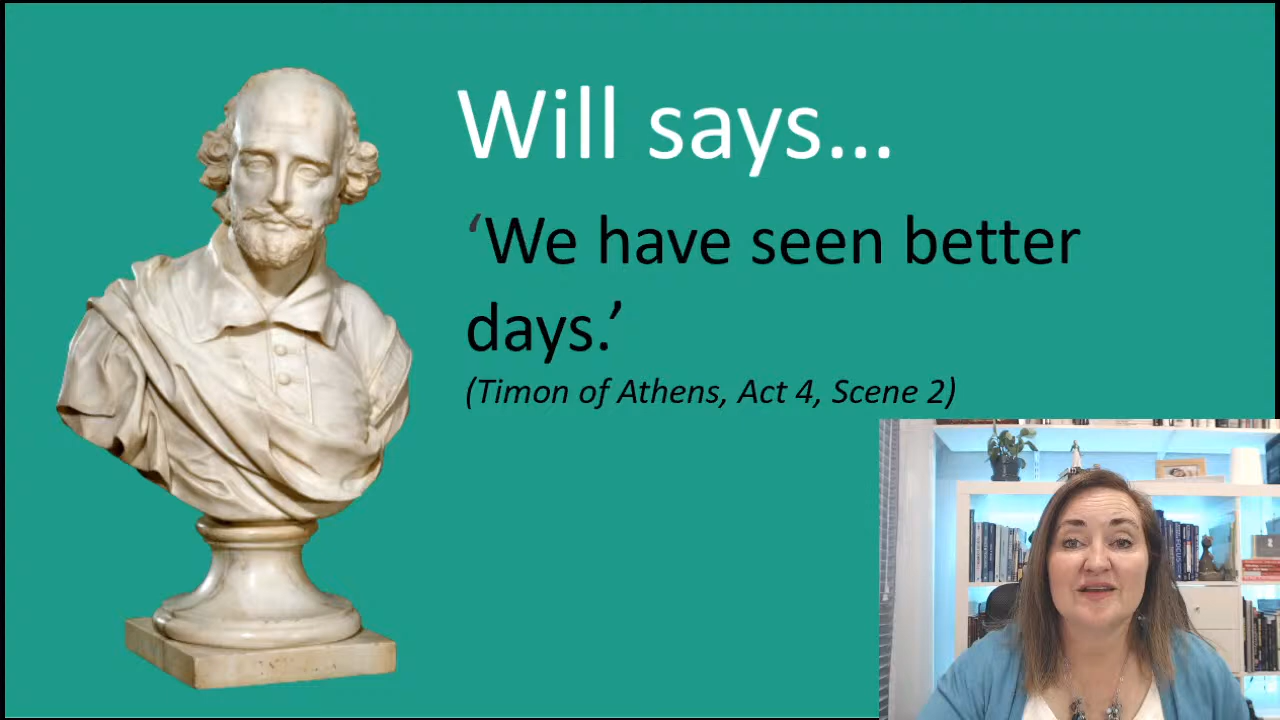 Will says...
‘We have seen better
days.’
(Timon of Athens, Act 4, Scene 2)